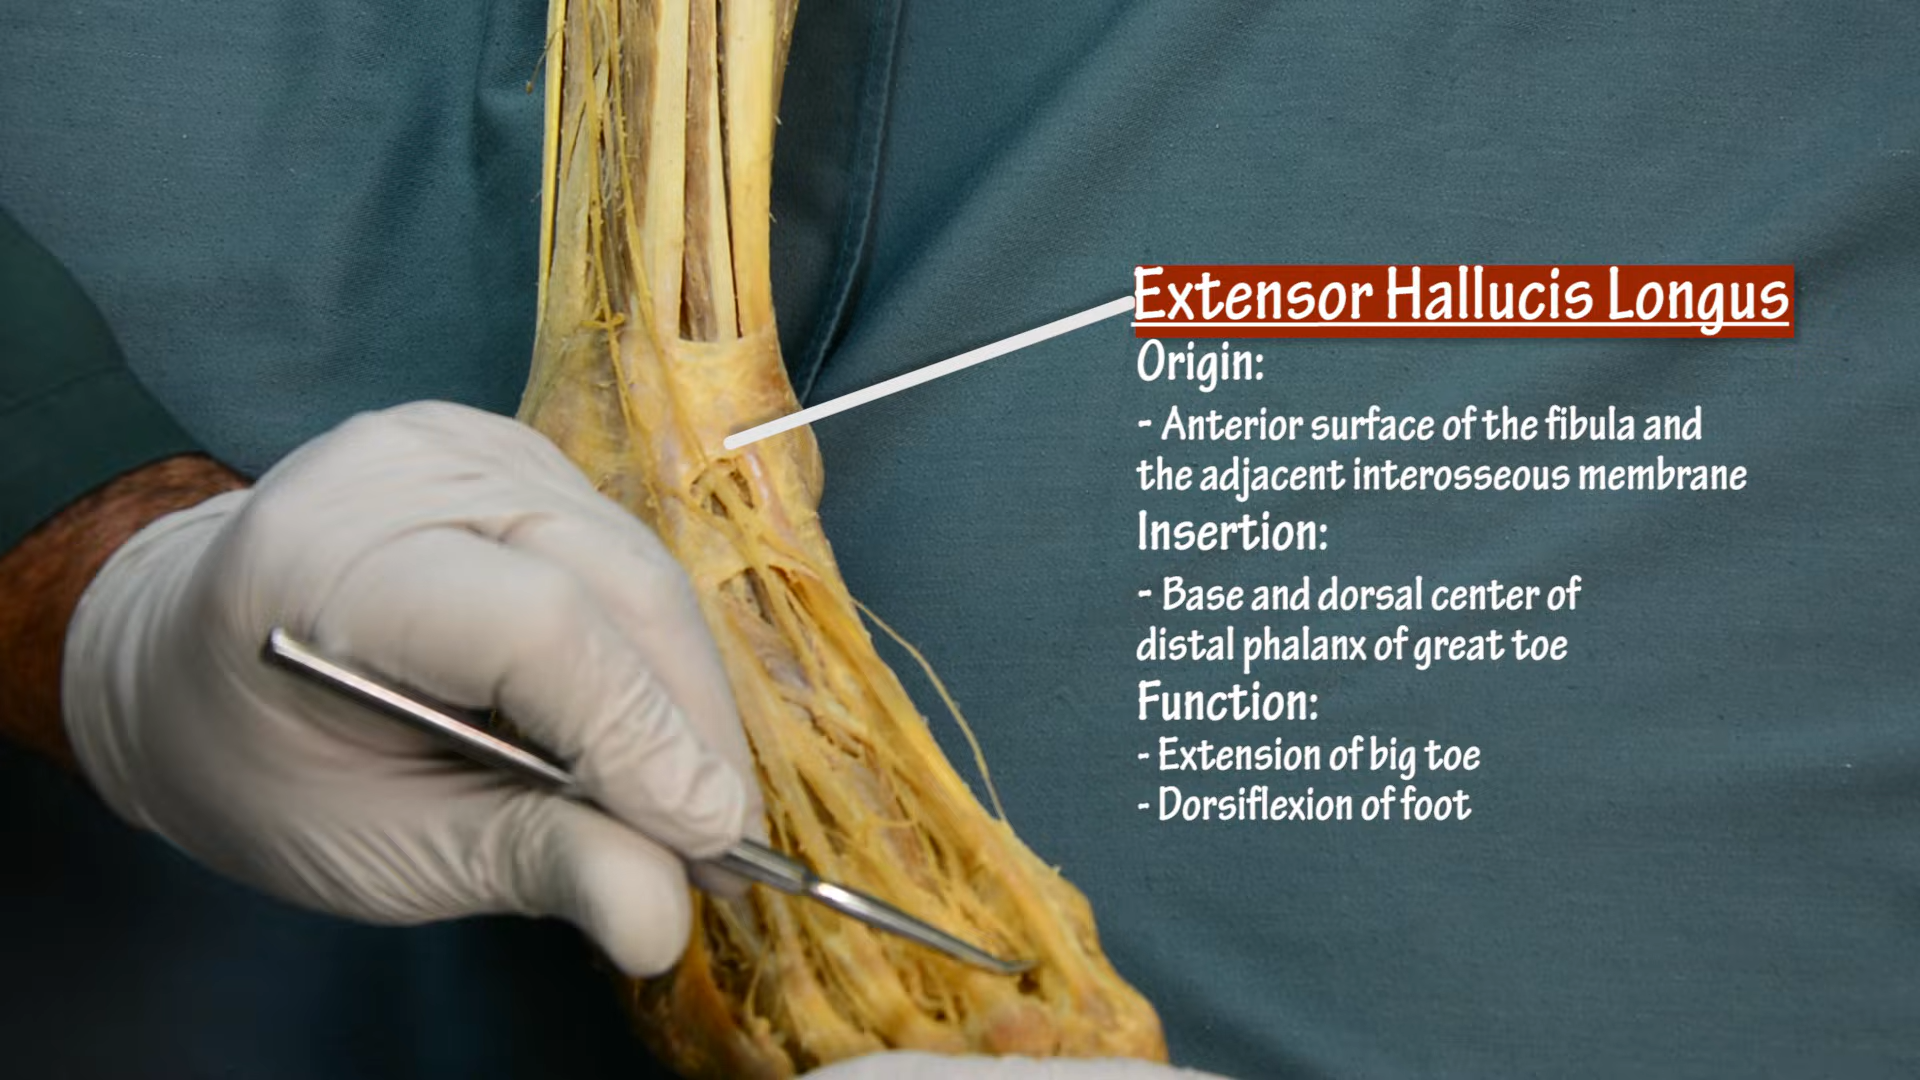 Extensor Hallucis Longus
Origin:
- Anterior surface of the fibula and
the adjacent interosseous membrane
Insertion:
- Base and dorsal center of
distal phalanx of great toe
Function:
- Extension of big toe
- Dorsiflexion of foot